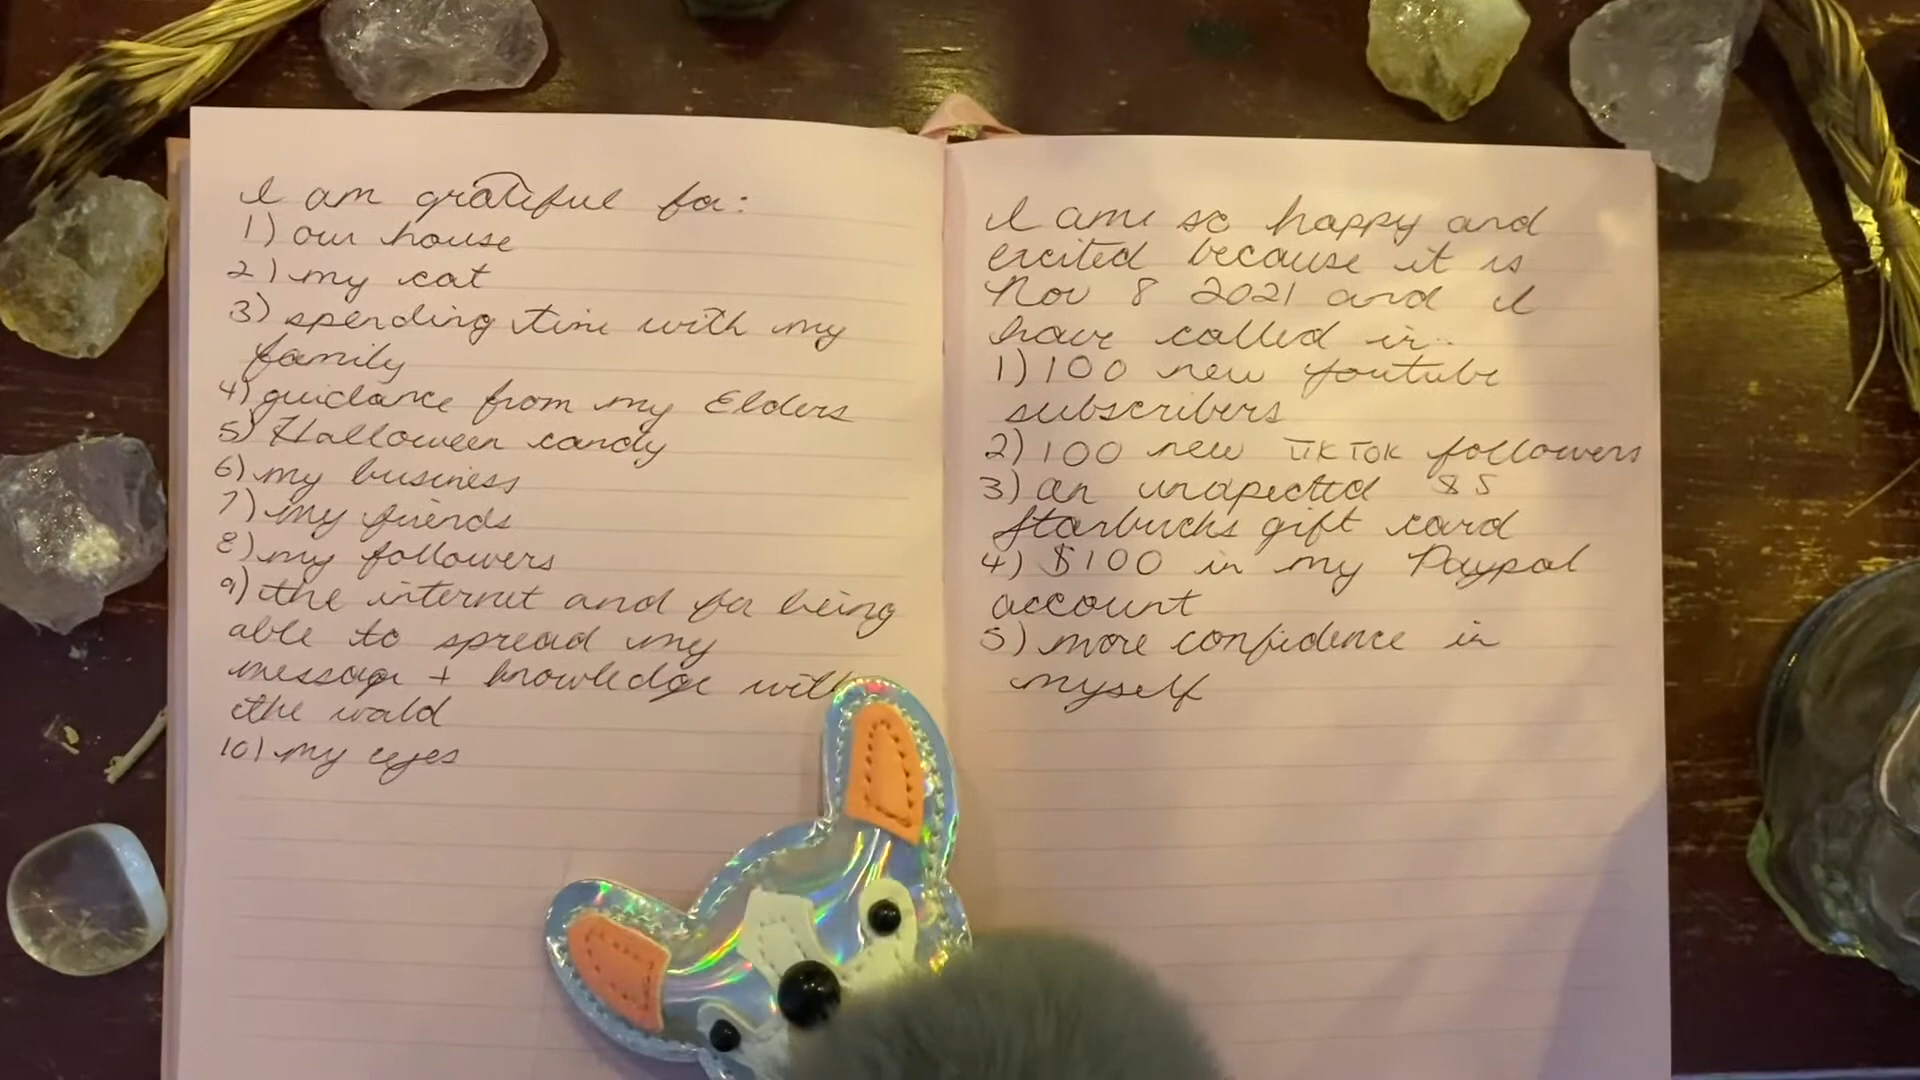 I am grateful for:
1) our house
2) my cat
3) spending time with my
family
4) guidance from my Elders
5) Halloween candy
6) my business
7) my friends
8) my followers
9) the internet and for being
able to spread my
message + knowledge with
the world
10) my eyes
I am so happy and
excited because it is
Nov 8 2021 and I
have called in..
1) 100 new youtube
subscribers
2) 100 new TIKTOK followers
3) an unexpected $5
Starbucks gift card
4) $100 in my Paypal
account
5) more confidence in
myself